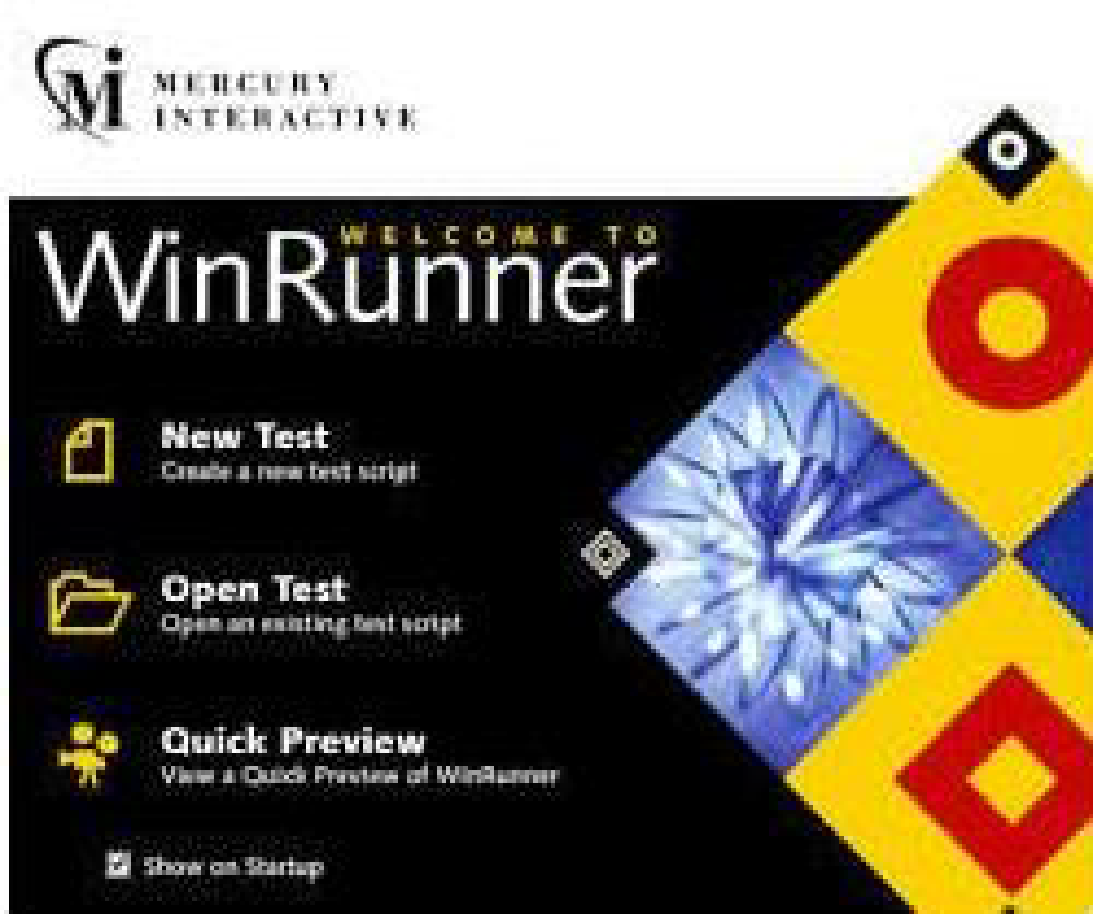 MERCURY
INTERACTIVE
WELCOME TO
WinRunner
New Test
Create a new test script
Open Test
Open an existing test script
Quick Preview
View a Quick Preview of WinRunner
Show on Startup